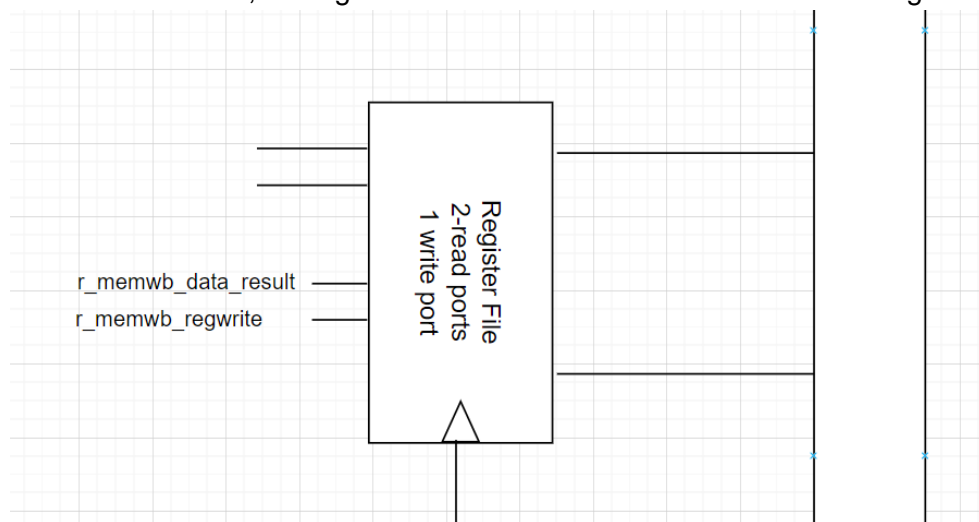 r_memwb_data_result
r_memwb_regwrite
Register File
2-read ports
1 write port